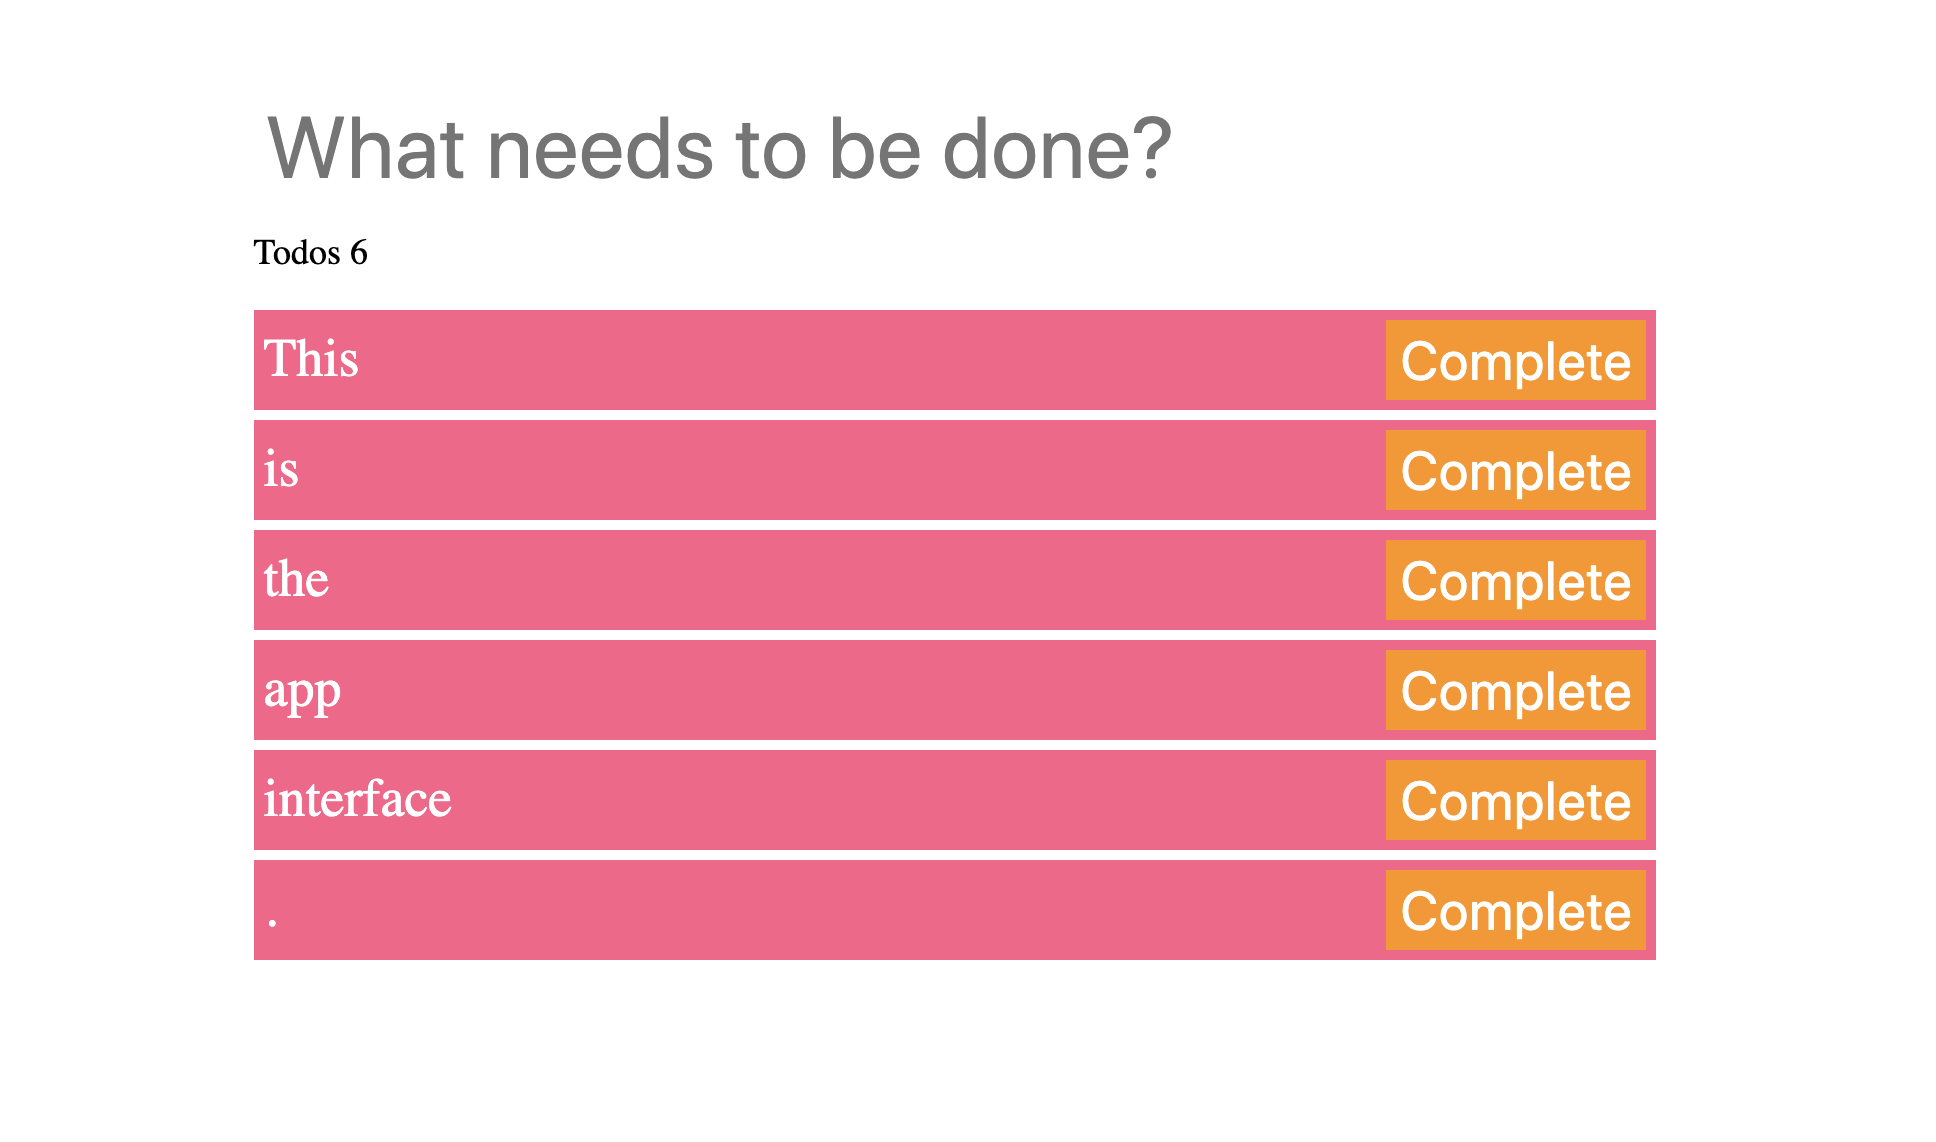 What needs to be done?
Todos 6
This Complete
is Complete
the Complete
app Complete
interface Complete
. Complete